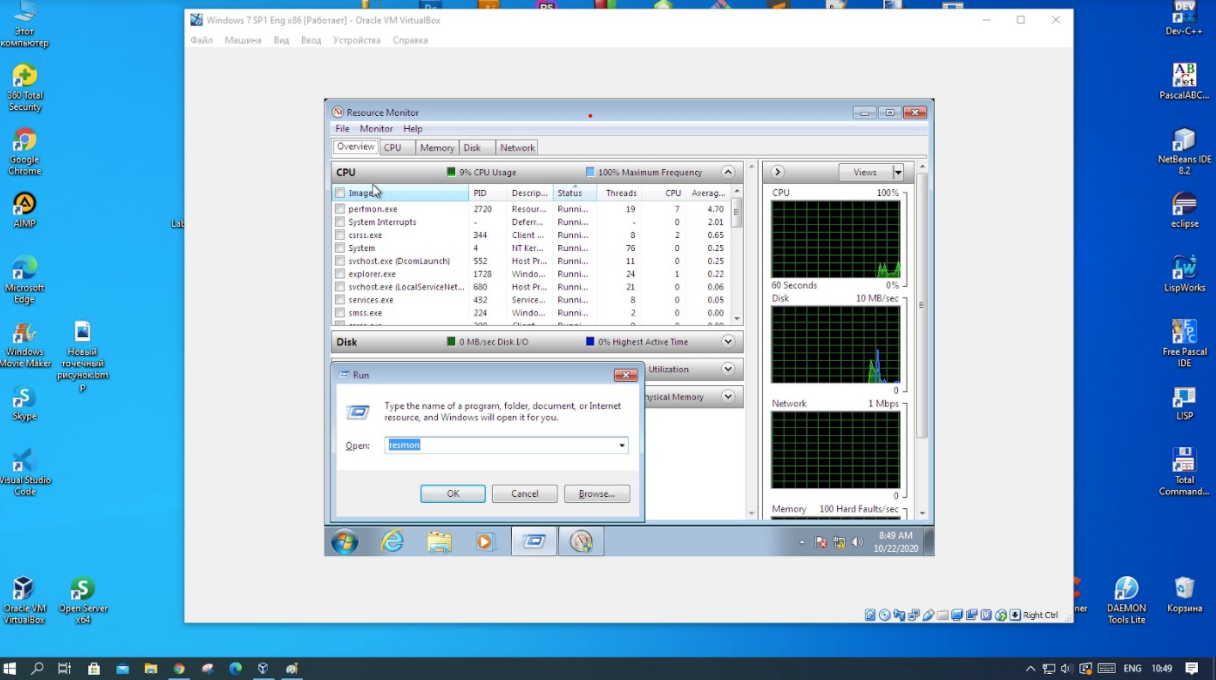 Этот
компьютер
360 Total
Security
Google
Chrome
AIMP
Microsoft
Edge
Windows
Movie Maker
Новый
точечный
рисунок.bm
p
Skype
Visual Studio
Code
Oracle VM
VirtualBox
Open Server
x64
Windows 7 SP1 Eng x86 [Работает] - Oracle VM VirtualBox
Файл Машина Вид Ввод Устройства Справка
Resource Monitor
File Monitor Help
Overview CPU Memory Disk Network
CPU 9% CPU Usage 100% Maximum Frequency
Image PID Descrip... Status Threads CPU Averag...
perfmon.exe 2720 Resour... Runni... 19 7 4.70
System Interrupts - Deferr... Runni... - 0 2.01
csrss.exe 344 Client ... Runni... 8 2 0.65
System 4 NT Ker... Runni... 76 0 0.25
svchost.exe (DcomLaunch) 552 Host Pr... Runni... 11 0 0.25
explorer.exe 1728 Windo... Runni... 24 1 0.22
svchost.exe (LocalServiceNet... 680 Host Pr... Runni... 21 0 0.06
services.exe 432 Service... Runni... 8 0 0.05
smss.exe 224 Windo... Runni... 2 0 0.00
Disk 0 MB/sec Disk I/O 0% Highest Active Time
Utilization
hysical Memory
Views
CPU 100%
60 Seconds 0%
Disk 10 MB/sec
0
Network 1 Mbps
0
Memory 100 Hard Faults/sec
Run
Type the name of a program, folder, document, or Internet
resource, and Windows will open it for you.
Open: resmon
OK Cancel Browse...
8:49 AM
10/22/2020
Right Ctrl
Dev-C++
PascalABC...
NetBeans IDE
8.2
eclipse
LispWorks
Free Pascal
IDE
LISP
Total
Command...
DAEMON
Tools Lite
Корзина
ENG 10:49